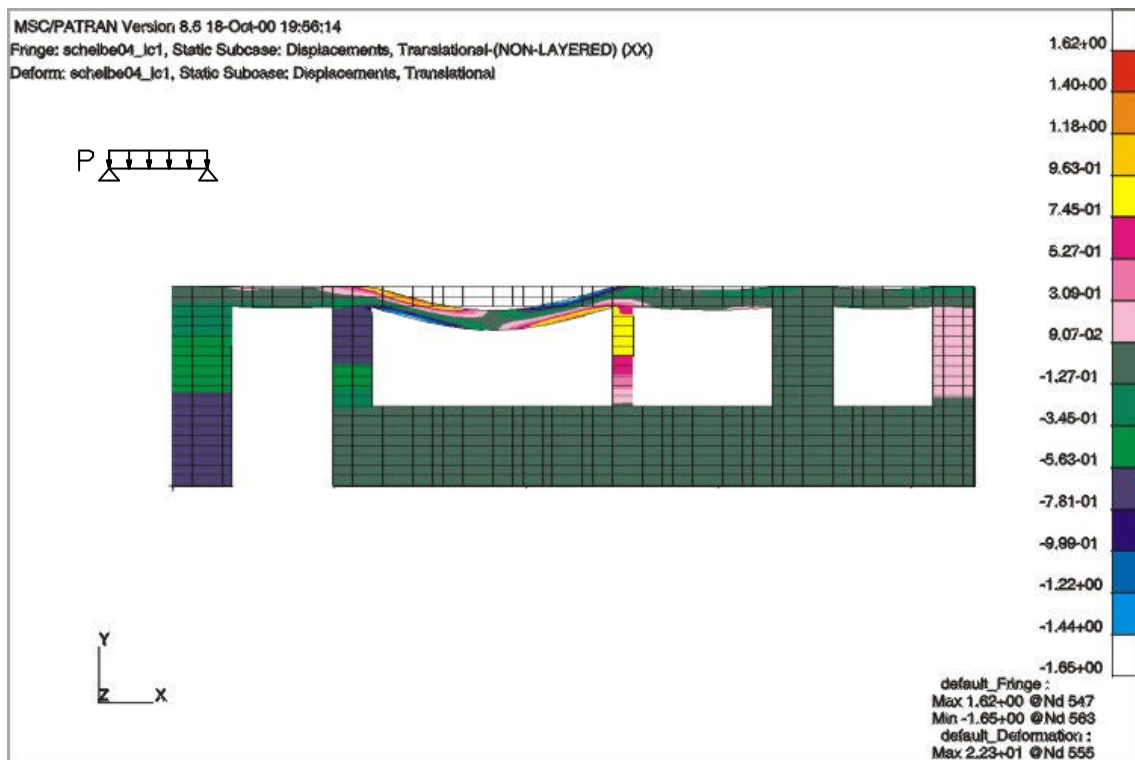 MSC/PATRAN Version 8.5 18-Oct-00 19:56:14
Fringe: scheibe04_lc1, Static Subcase: Displacements, Translational-(NON-LAYERED) (XX)
Deform: scheibe04_lc1, Static Subcase: Displacements, Translational
P
1.62+00
1.40+00
1.18+00
9.63-01
7.45-01
5.27-01
3.09-01
9.07-02
-1.27-01
-3.45-01
-5.63-01
-7.81-01
-9.99-01
-1.22+00
-1.44+00
-1.65+00
Y
Z X
default_Fringe :
Max 1.62+00 @Nd 547
Min -1.65+00 @Nd 563
default_Deformation :
Max 2.23+01 @Nd 555